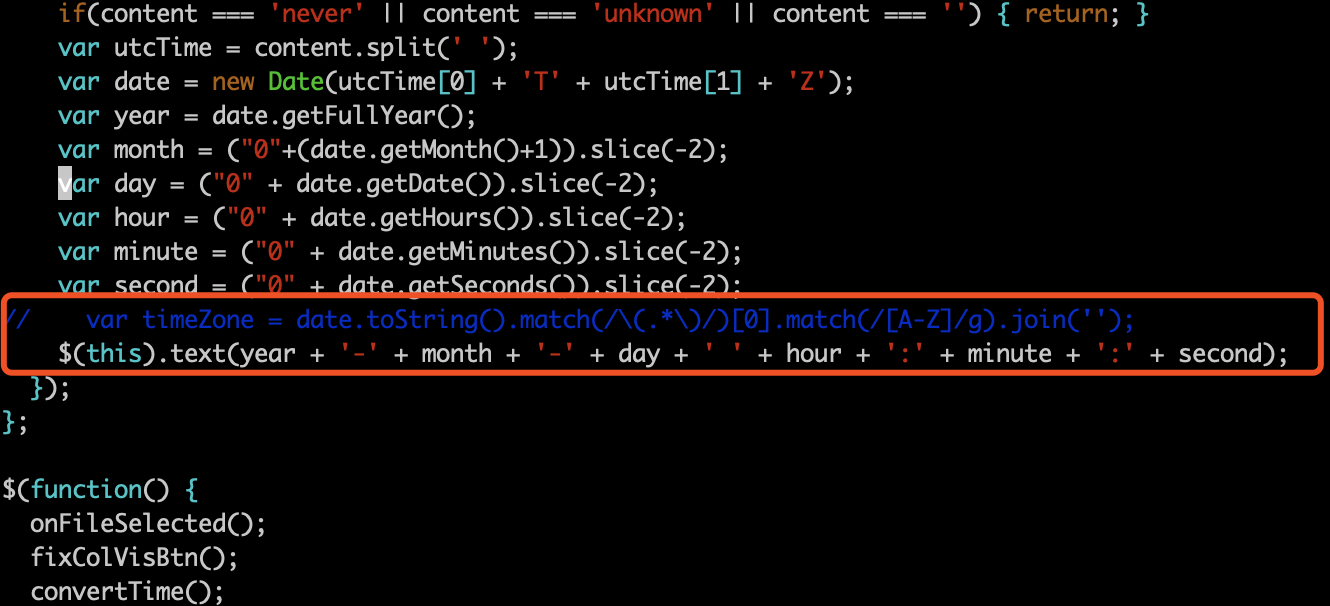 if(content === 'never' || content === 'unknown' || content === '') { return; }
var utcTime = content.split(' ');
var date = new Date(utcTime[0] + 'T' + utcTime[1] + 'Z');
var year = date.getFullYear();
var month = ("0"+(date.getMonth()+1)).slice(-2);
var day = ("0" + date.getDate()).slice(-2);
var hour = ("0" + date.getHours()).slice(-2);
var minute = ("0" + date.getMinutes()).slice(-2);
var second = ("0" + date.getSeconds()).slice(-2);
//    var timeZone = date.toString().match(/\(.*\)/)[0].match(/[A-Z]/g).join('');
$(this).text(year + '-' + month + '-' + day + ' ' + hour + ':' + minute + ':' + second);
});
};
$(function() {
onFileSelected();
fixColVisBtn();
convertTime();